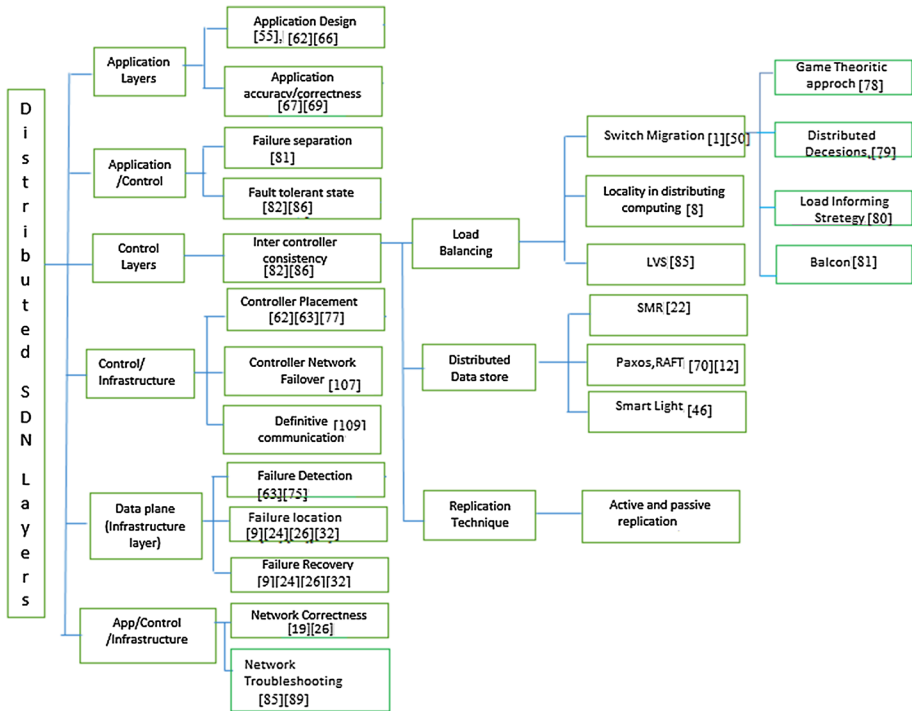 Distributed SDN Layers
Application
Layers
Application Design
[55], [62][66]
Application
accuracy/correctness
[67][69]
Application
/Control
Failure separation
[81]
Fault tolerant state
[82][86]
Control
Layers
Inter controller
consistency
[82][86]
Control/
Infrastructure
Controller Placement
[62][63][77]
Controller Network
Failover [107]
Definitive [109]
communication
Data plane
(Infrastructure
layer)
Failure Detection
[63][75]
Failure location
[9][24][26][32]
Failure Recovery
[9][24][26][32]
App/Control
/Infrastructure
Network Correctness
[19][26]
Network
Troubleshooting
[85][89]
Load
Balancing
Switch Migration [1][50]
Game Theoritic
approch [78]
Distributed
Decesions,[79]
Load Informing
Stretegy [80]
Balcon [81]
Locality in distributing
computing [8]
LVS [85]
Distributed
Data store
SMR [22]
Paxos,RAFT [70][12]
Smart Light [46]
Replication
Technique
Active and passive
replication